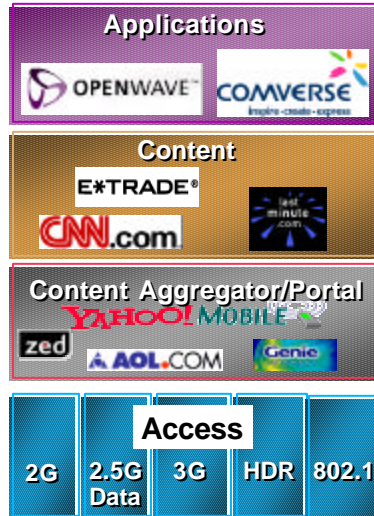 Applications
OPENWAVE™
COMVERSE
inspire-create-express
Content
E*TRADE®
CNN.com
last
minute
.com
Content Aggregator/Portal
YAHOO! MOBILE
zed
AOL.COM
Genie
Access
2G
2.5G
Data
3G
HDR
802.1